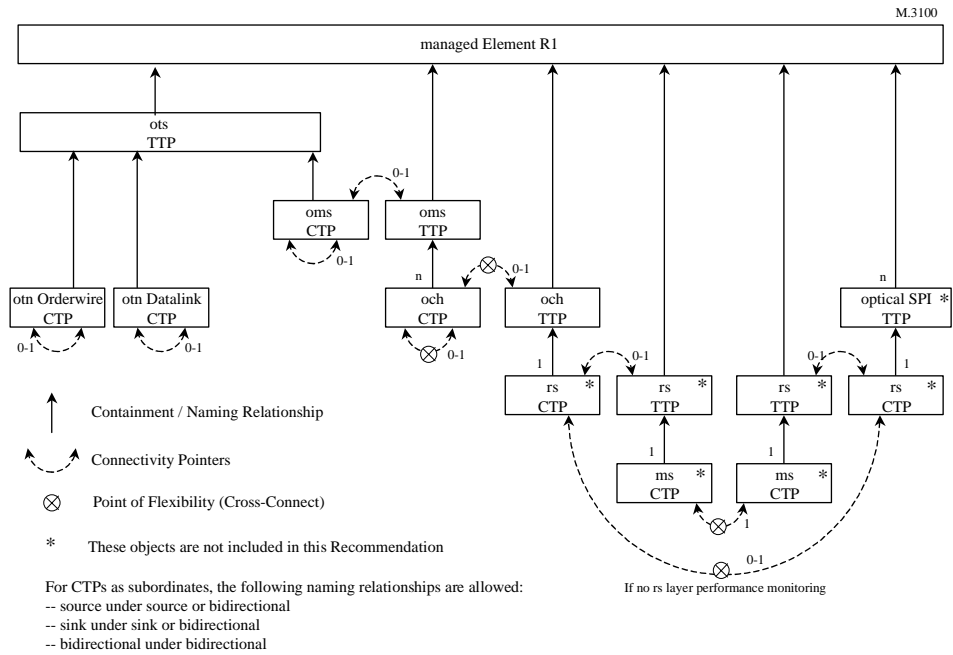 M.3100
managed Element R1
ots
TTP
0-1
oms
CTP
oms
TTP
0-1
n
0-1
n
otn Orderwire
CTP
otn Datalink
CTP
och
CTP
och
TTP
optical SPI *
TTP
0-1
0-1
0-1
1
0-1
0-1
1
rs *
CTP
rs *
TTP
rs *
TTP
rs *
CTP
Containment / Naming Relationship
1
1
Connectivity Pointers
ms *
CTP
ms *
CTP
Point of Flexibility (Cross-Connect)
1
* These objects are not included in this Recommendation
0-1
For CTPs as subordinates, the following naming relationships are allowed:
If no rs layer performance monitoring
-- source under source or bidirectional
-- sink under sink or bidirectional
-- bidirectional under bidirectional